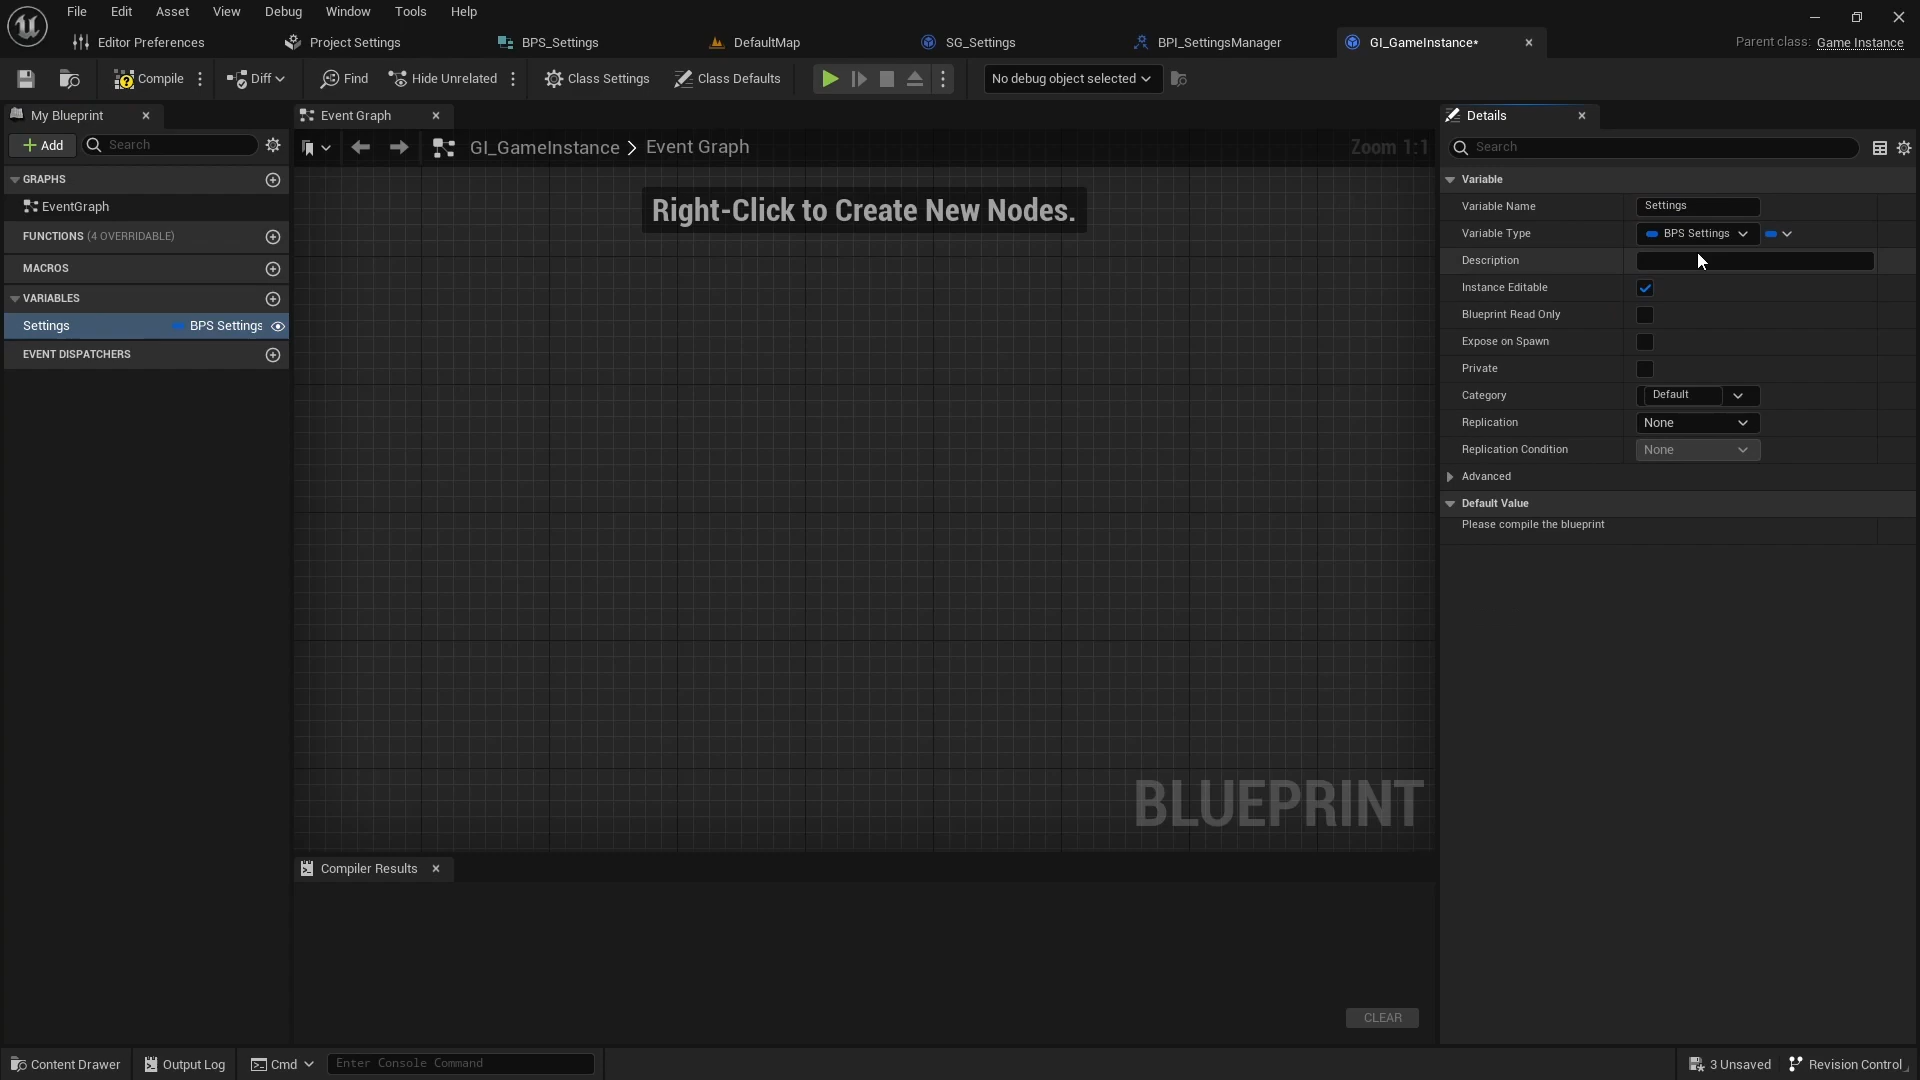 File Edit Asset View Debug Window Tools Help
Editor Preferences Project Settings BPS_Settings DefaultMap SG_Settings BPI_SettingsManager GI_GameInstance* Parent class: Game Instance
Compile Diff Find Hide Unrelated Class Settings Class Defaults No debug object selected
My Blueprint
Add Search
GRAPHS
EventGraph
FUNCTIONS (4 OVERRIDABLE)
MACROS
VARIABLES
Settings BPS Settings
EVENT DISPATCHERS
Event Graph
GI_GameInstance > Event Graph Zoom 1:1
Right-Click to Create New Nodes.
BLUEPRINT
Compiler Results
CLEAR
Details
Search
Variable
Variable Name Settings
Variable Type BPS Settings
Description
Instance Editable
Blueprint Read Only
Expose on Spawn
Private
Category Default
Replication None
Replication Condition None
Advanced
Default Value
Please compile the blueprint
Content Drawer Output Log Cmd Enter Console Command 3 Unsaved Revision Control